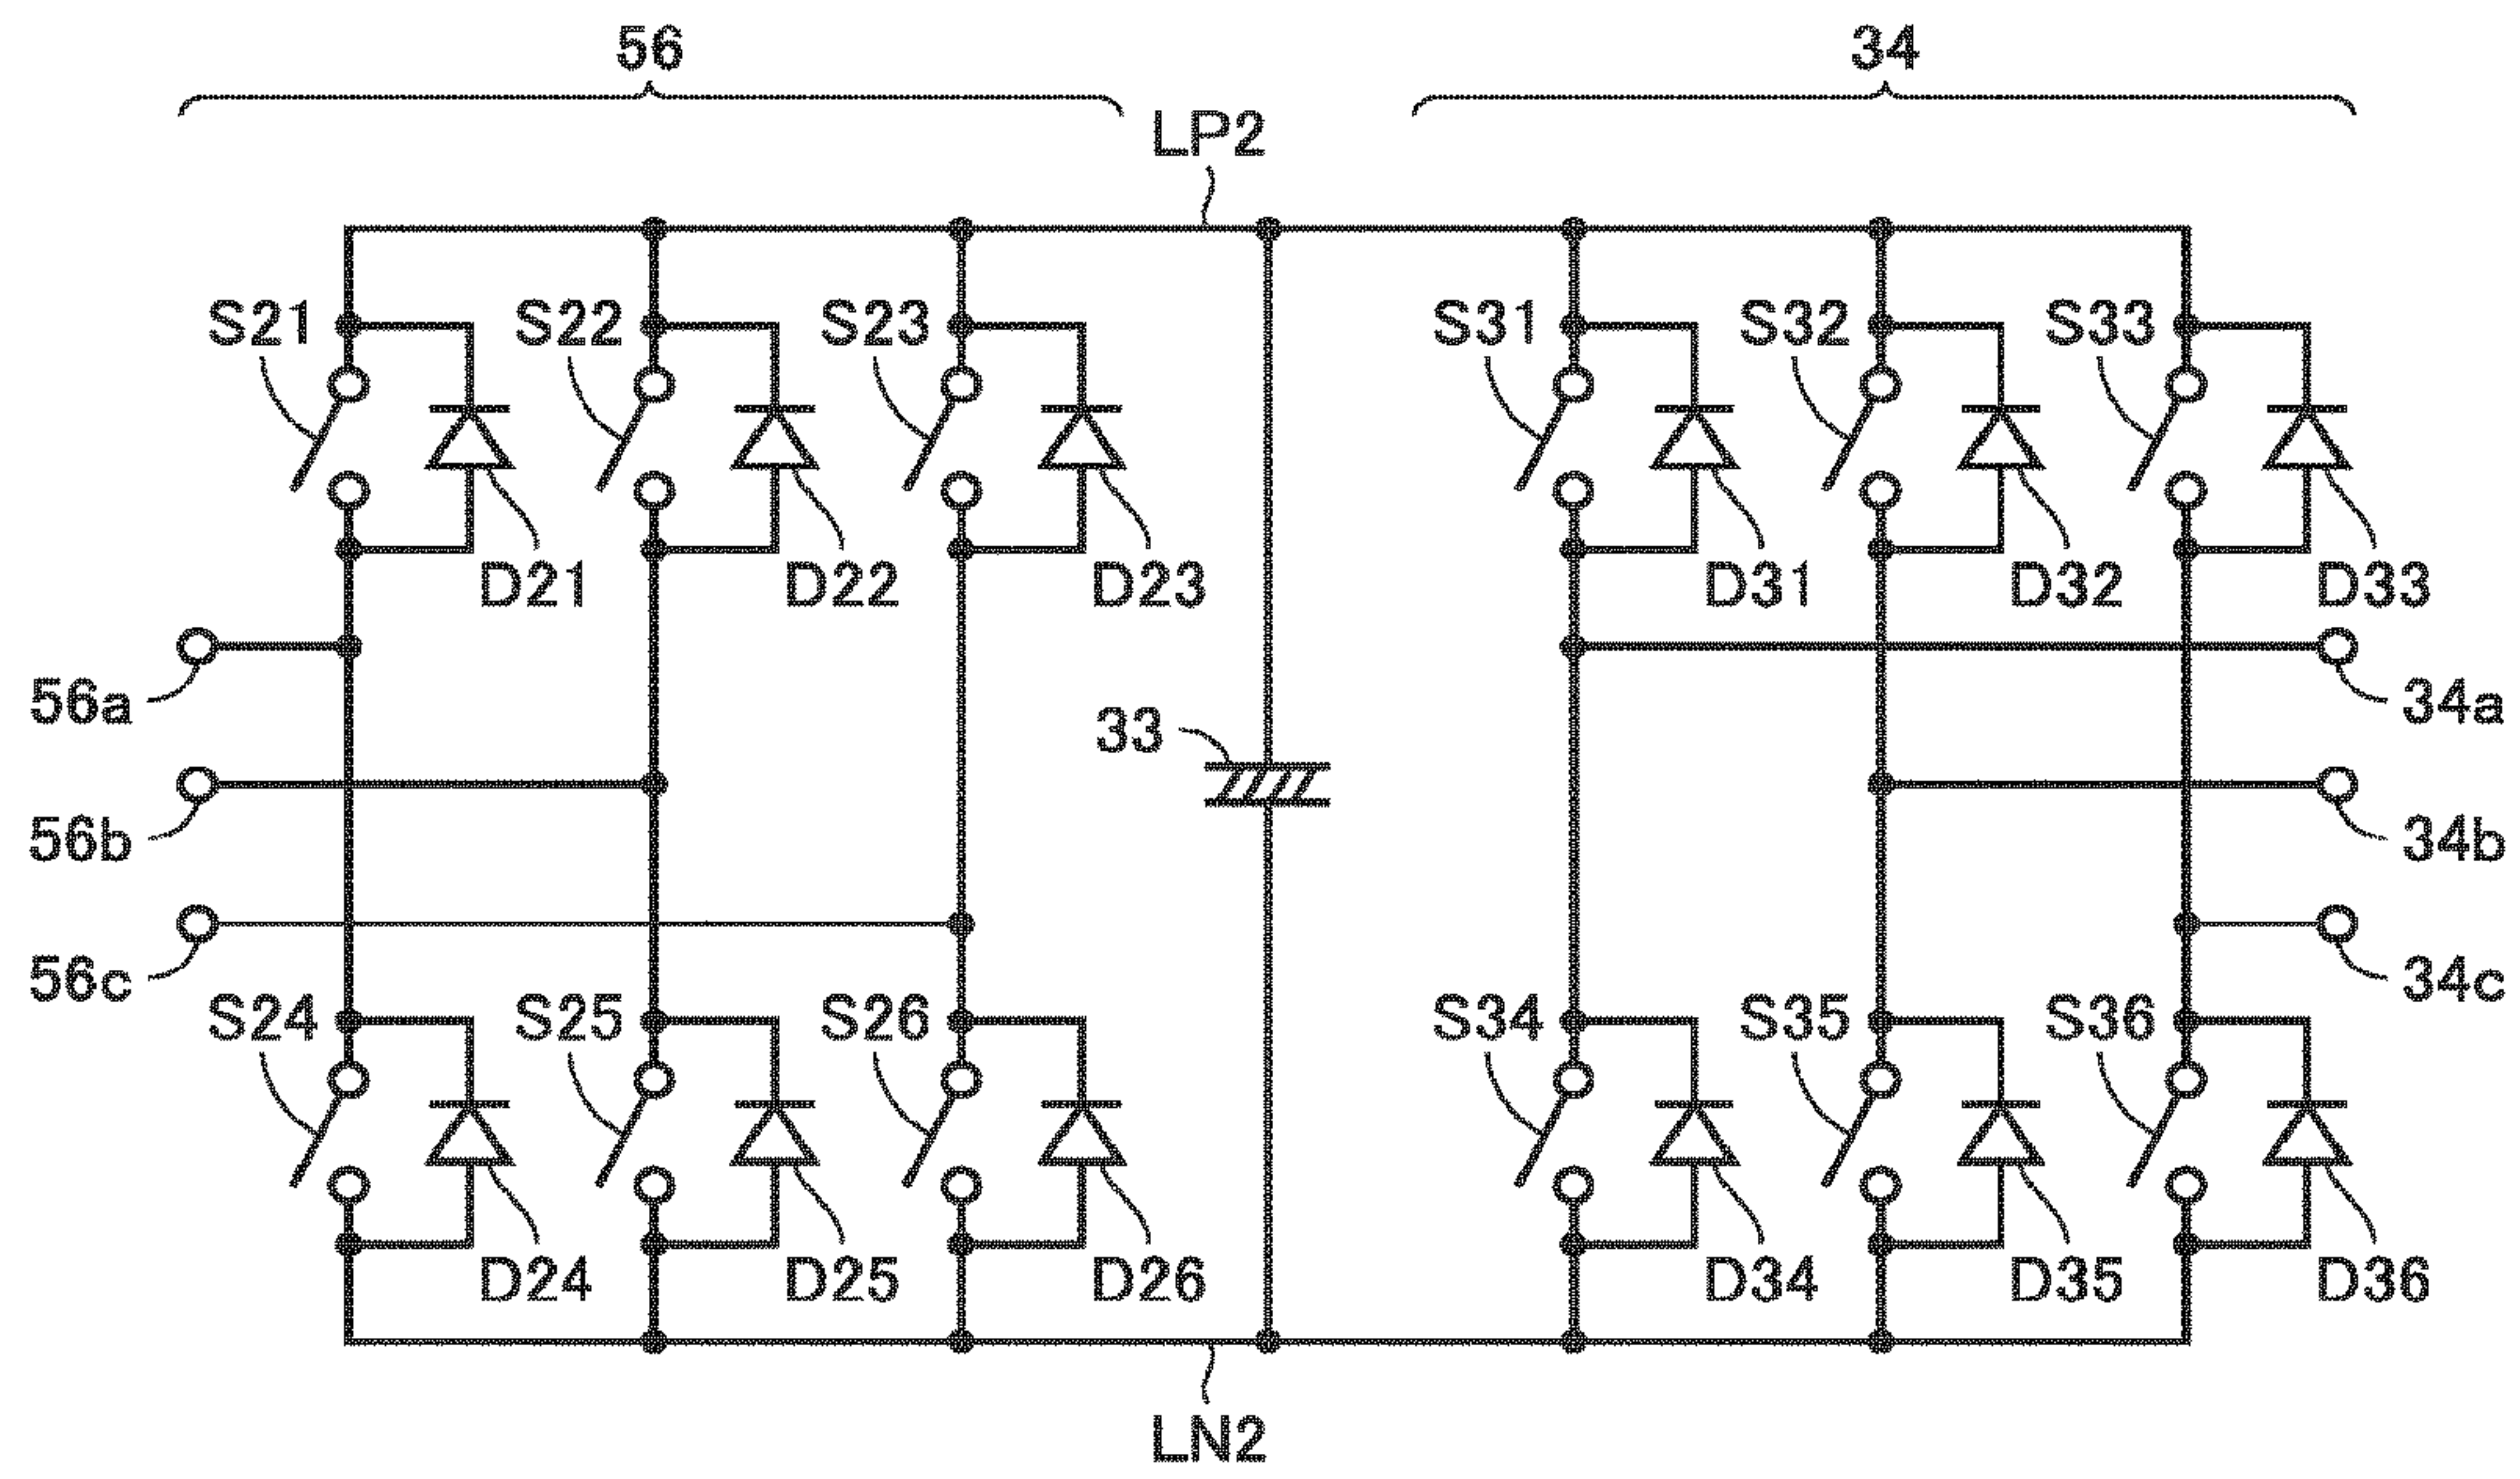 56 34
LP2
S21 S22 S23 S31 S32 S33
D21 D22 D23 D31 D32 D33
56a 34a
33
56b 34b
56c 34c
S24 S25 S26 S34 S35 S36
D24 D25 D26 D34 D35 D36
LN2